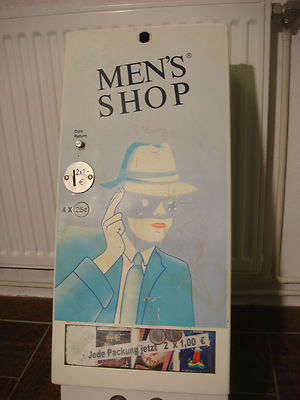 MEN'S®
SHOP
Coin
Return
2x1.-
€
4 X 25¢
Jede Packung jetzt 2 x 1,00 €